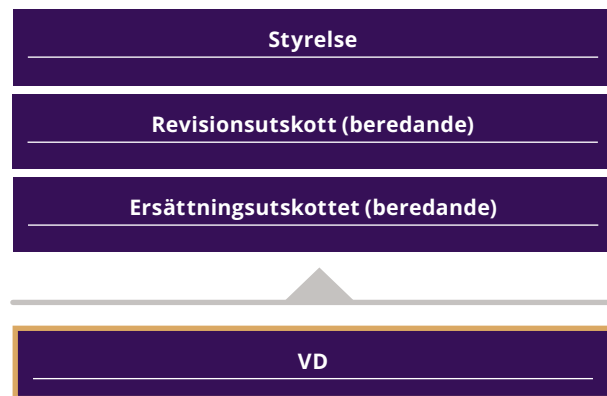 Styrelse
Revisionsutskott (beredande)
Ersättningsutskottet (beredande)
VD